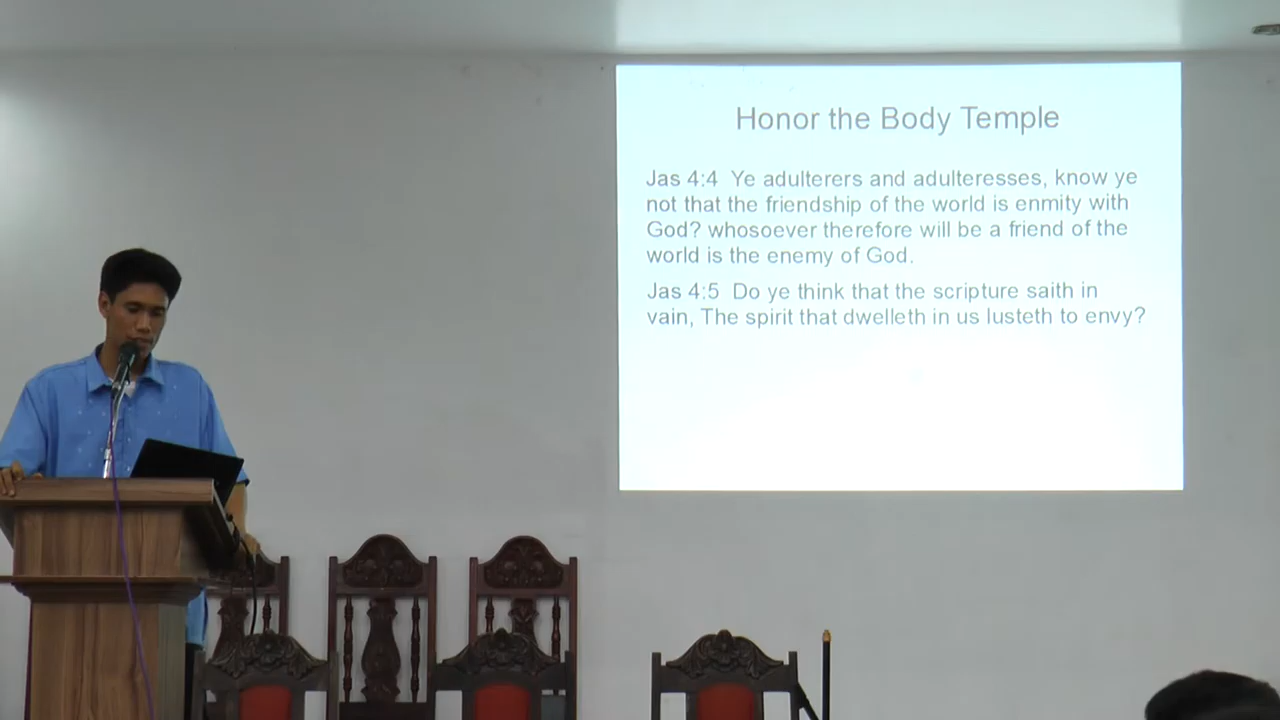 Honor the Body Temple
Jas 4:4 Ye adulterers and adulteresses, know ye
not that the friendship of the world is enmity with
God? whosoever therefore will be a friend of the
world is the enemy of God.
Jas 4:5 Do ye think that the scripture saith in
vain, The spirit that dwelleth in us lusteth to envy?